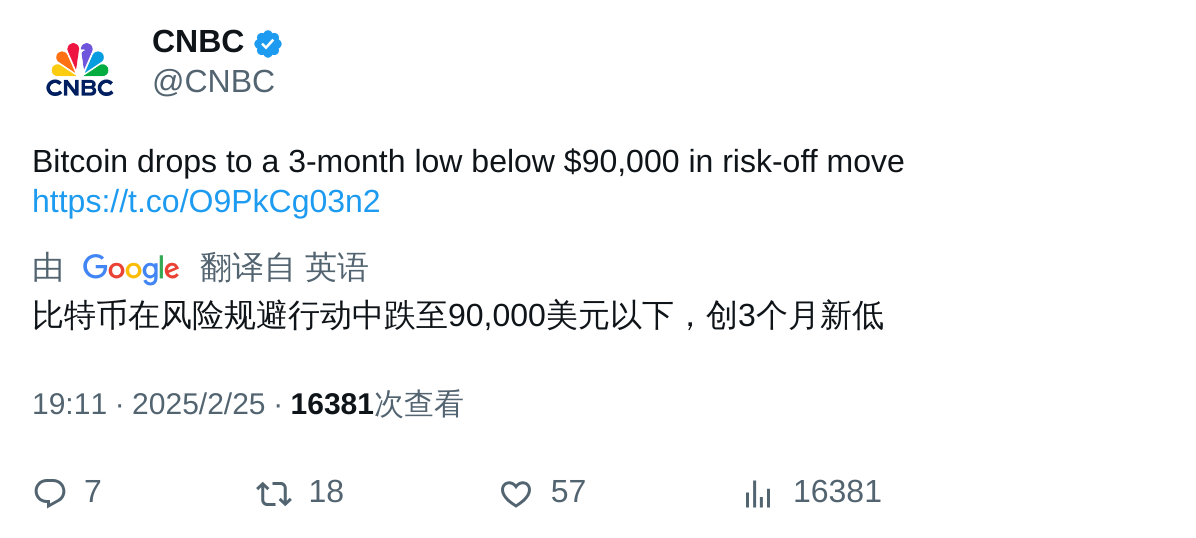 CNBC
CNBC
@CNBC
Bitcoin drops to a 3-month low below $90,000 in risk-off move
https://t.co/O9PkCg03n2
由 Google 翻译自 英语
比特币在风险规避行动中跌至90,000美元以下，创3个月新低
19:11 · 2025/2/25 · 16381次查看
7 18 57 16381